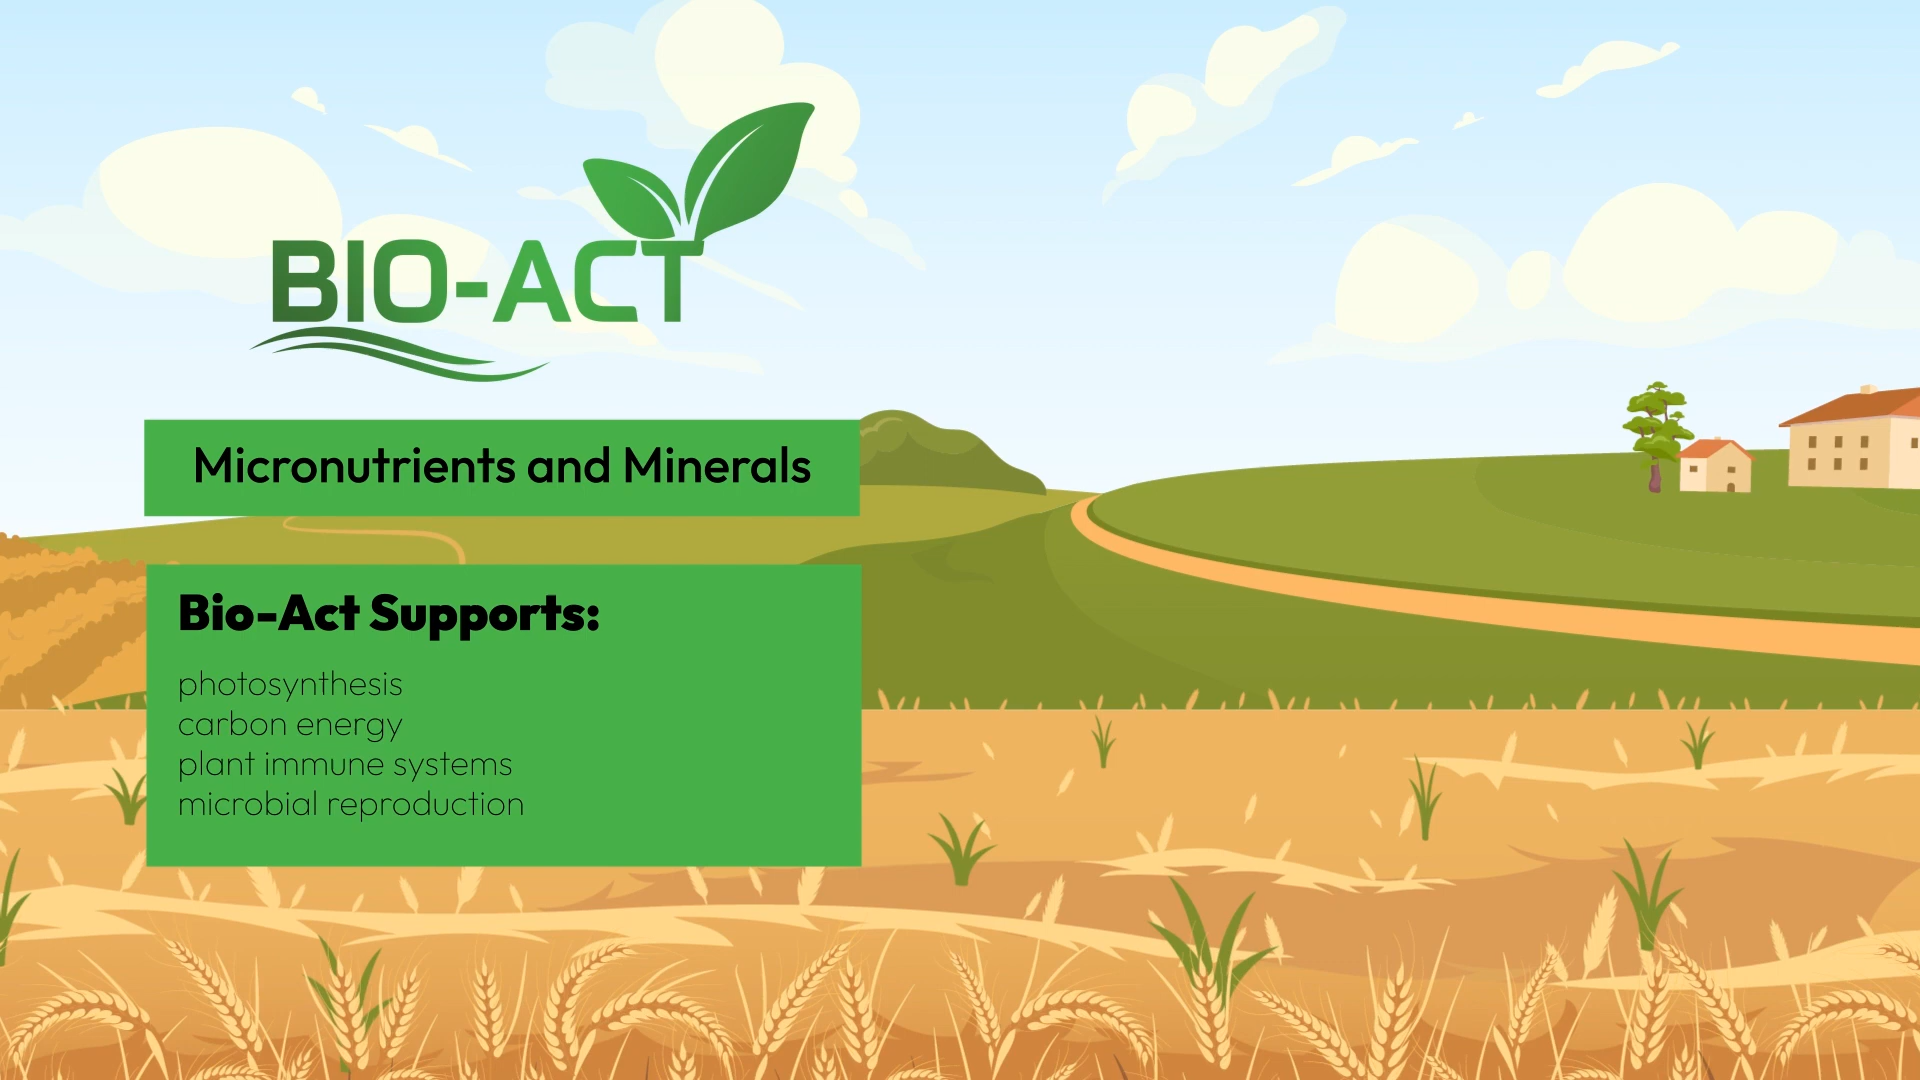 BIO-ACT
Micronutrients and Minerals
Bio-Act Supports:
photosynthesis
carbon energy
plant immune systems
microbial reproduction